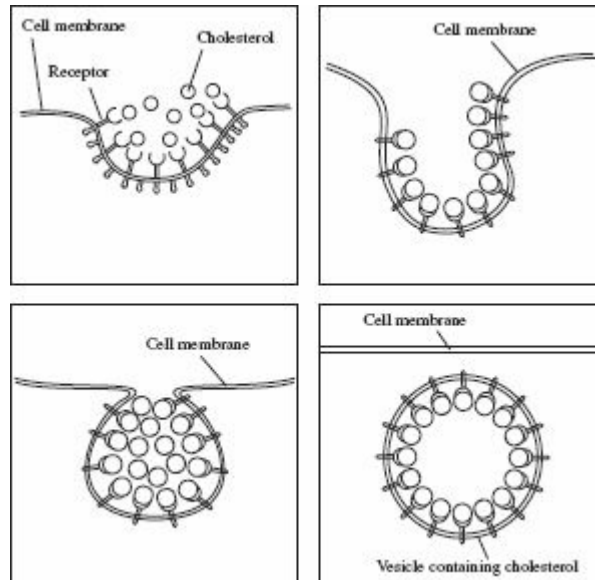 Cell membrane
Cholesterol
Receptor
Cell membrane
Cell membrane
Cell membrane
Vesicle containing cholesterol